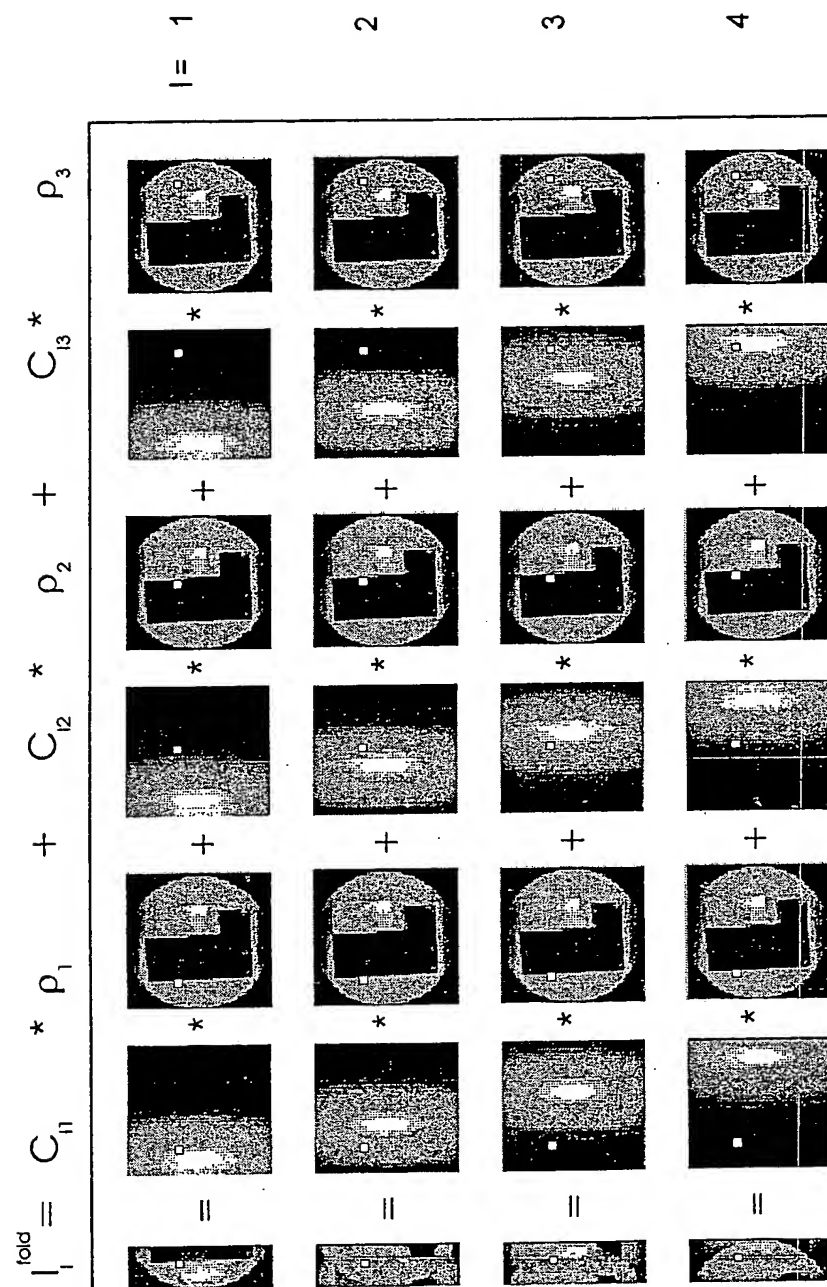 I_l^fold = C_l1 * ρ_1 + C_l2 * ρ_2 + C_l3 * ρ_3
= * + * + * l = 1
= * + * + * 2
= * + * + * 3
= * + * + * 4